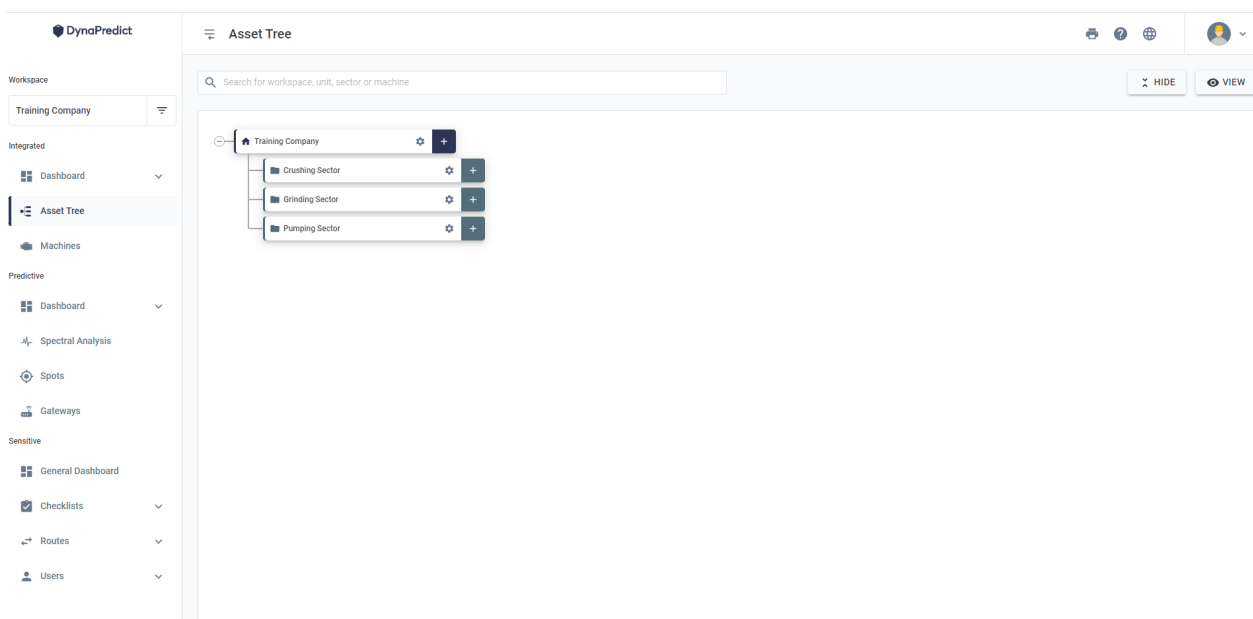 DynaPredict
Workspace
Training Company
Integrated
Dashboard
Asset Tree
Machines
Predictive
Dashboard
Spectral Analysis
Spots
Gateways
Sensitive
General Dashboard
Checklists
Routes
Users
Asset Tree
Search for workspace, unit, sector or machine
HIDE
VIEW
Training Company
Crushing Sector
Grinding Sector
Pumping Sector